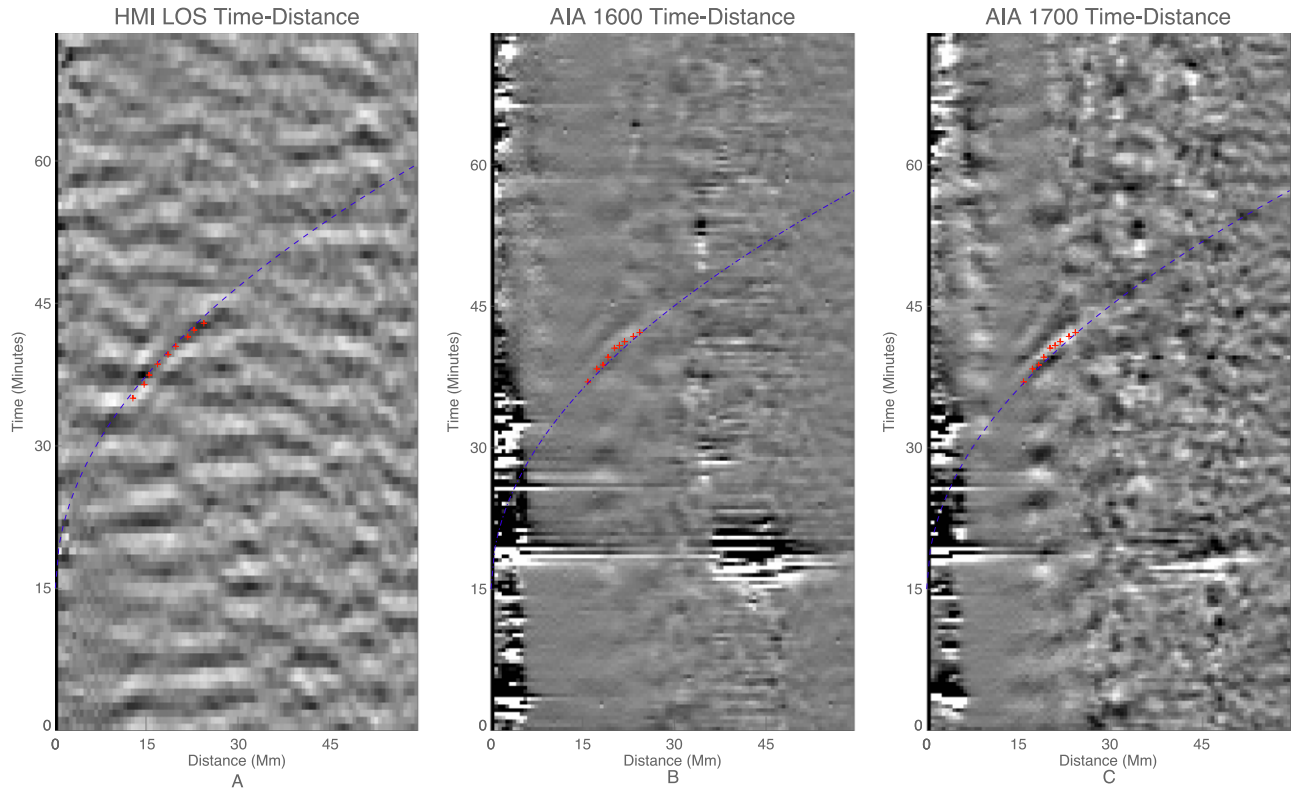 HMI LOS Time-Distance
AIA 1600 Time-Distance
AIA 1700 Time-Distance
Time (Minutes)
60
45
30
15
0
0
15
30
45
Distance (Mm)
A
Time (Minutes)
60
45
30
15
0
0
15
30
45
Distance (Mm)
B
Time (Minutes)
60
45
30
15
0
0
15
30
45
Distance (Mm)
C